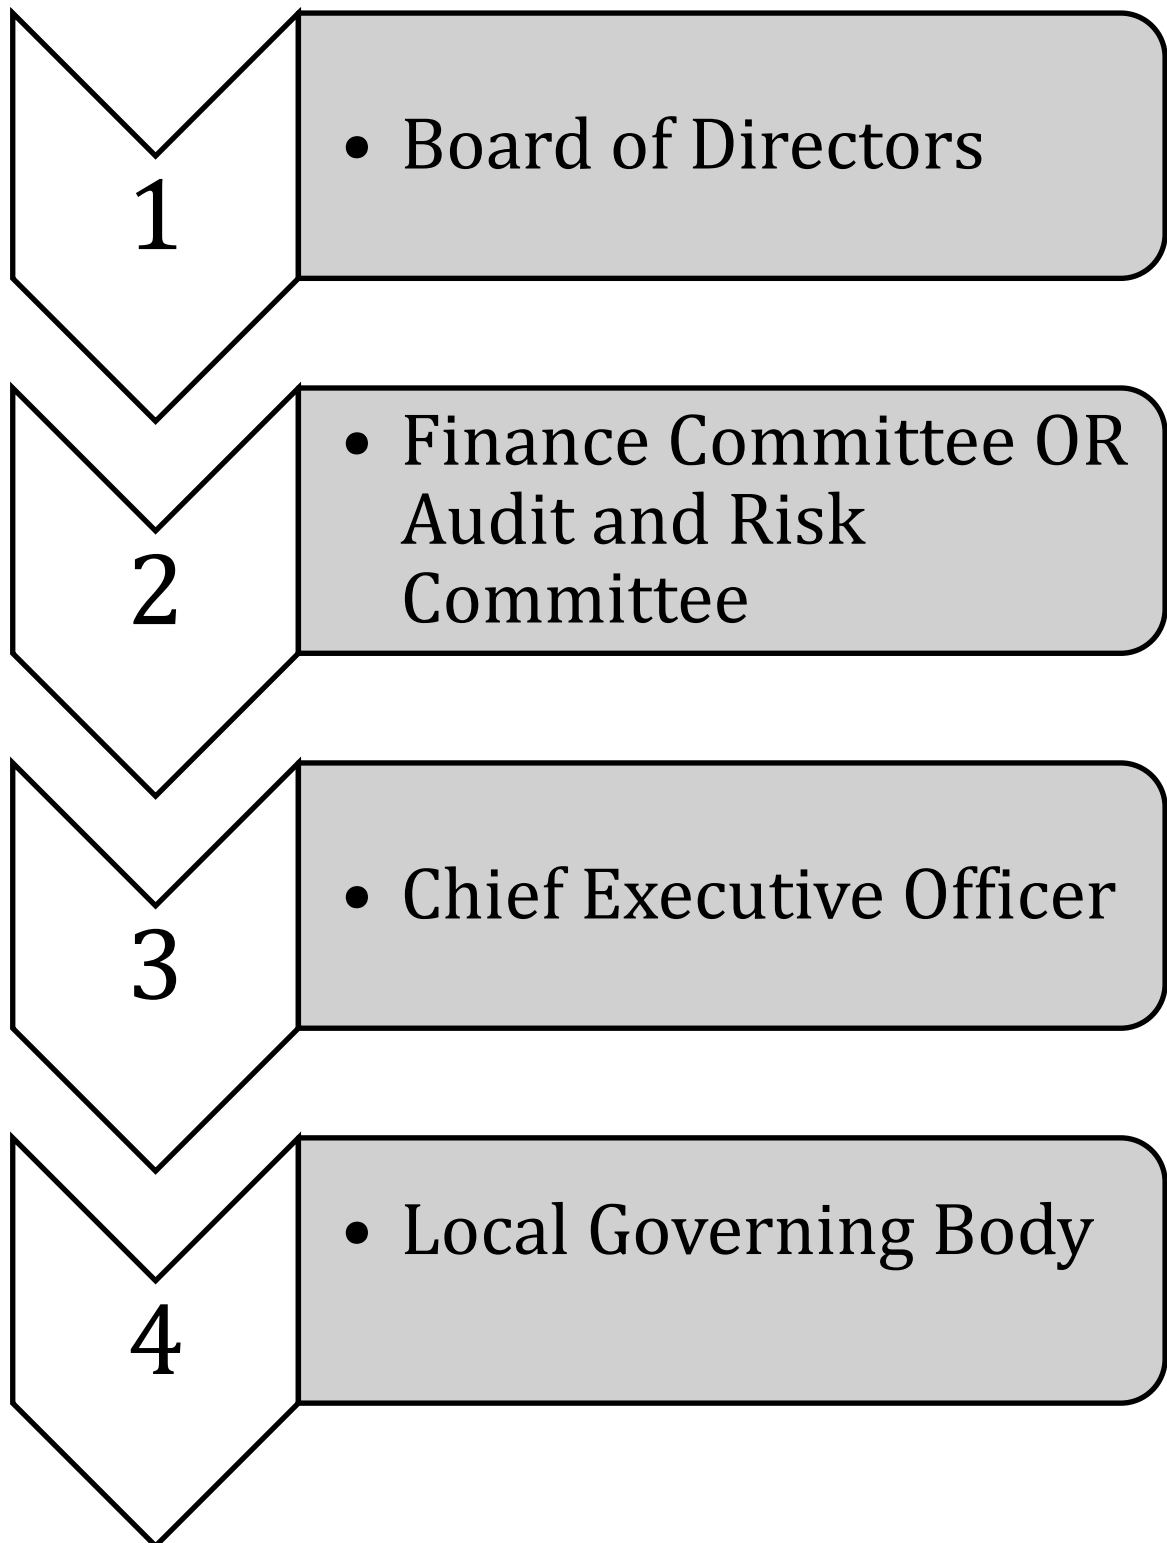 1
• Board of Directors
2
• Finance Committee OR
Audit and Risk
Committee
3
• Chief Executive Officer
4
• Local Governing Body